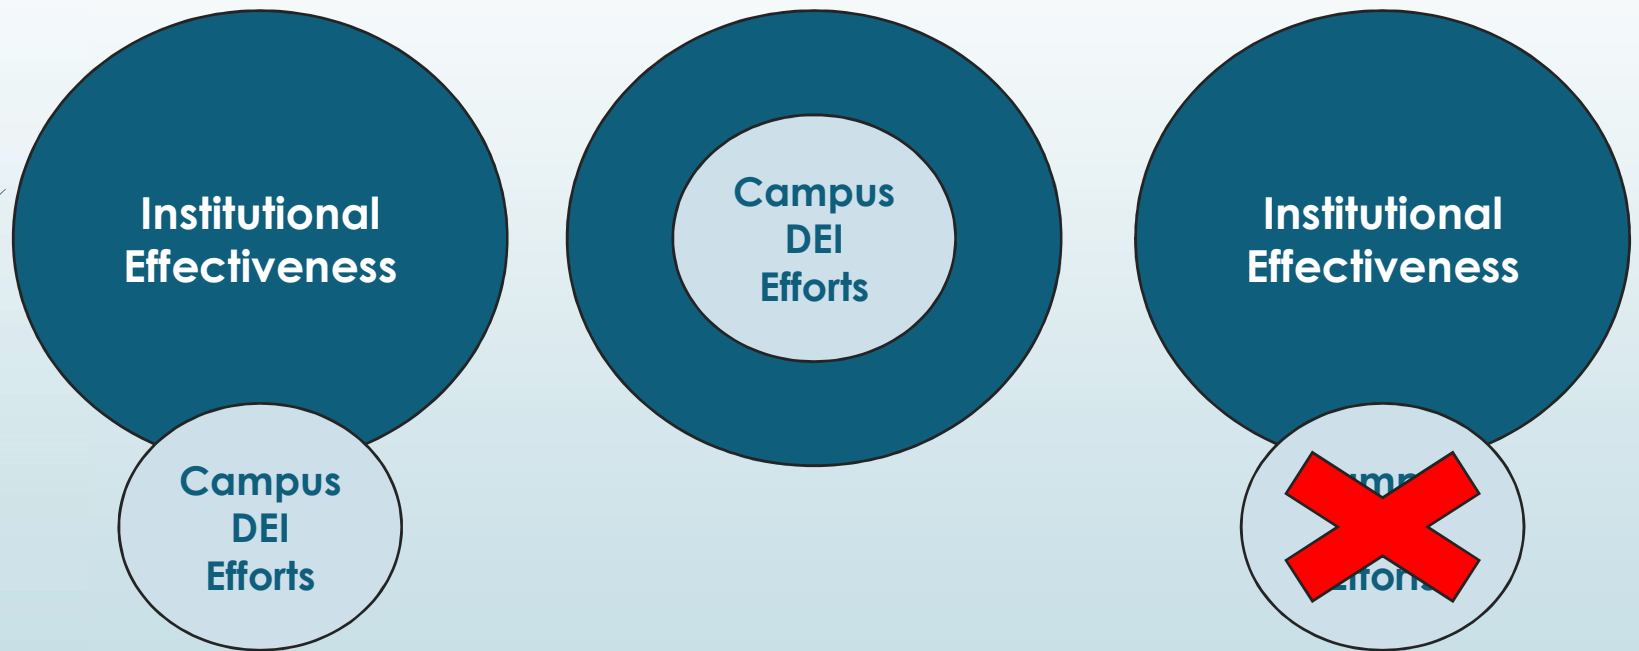 Institutional
Effectiveness
Campus
DEI
Efforts
Campus
DEI
Efforts
Institutional
Effectiveness